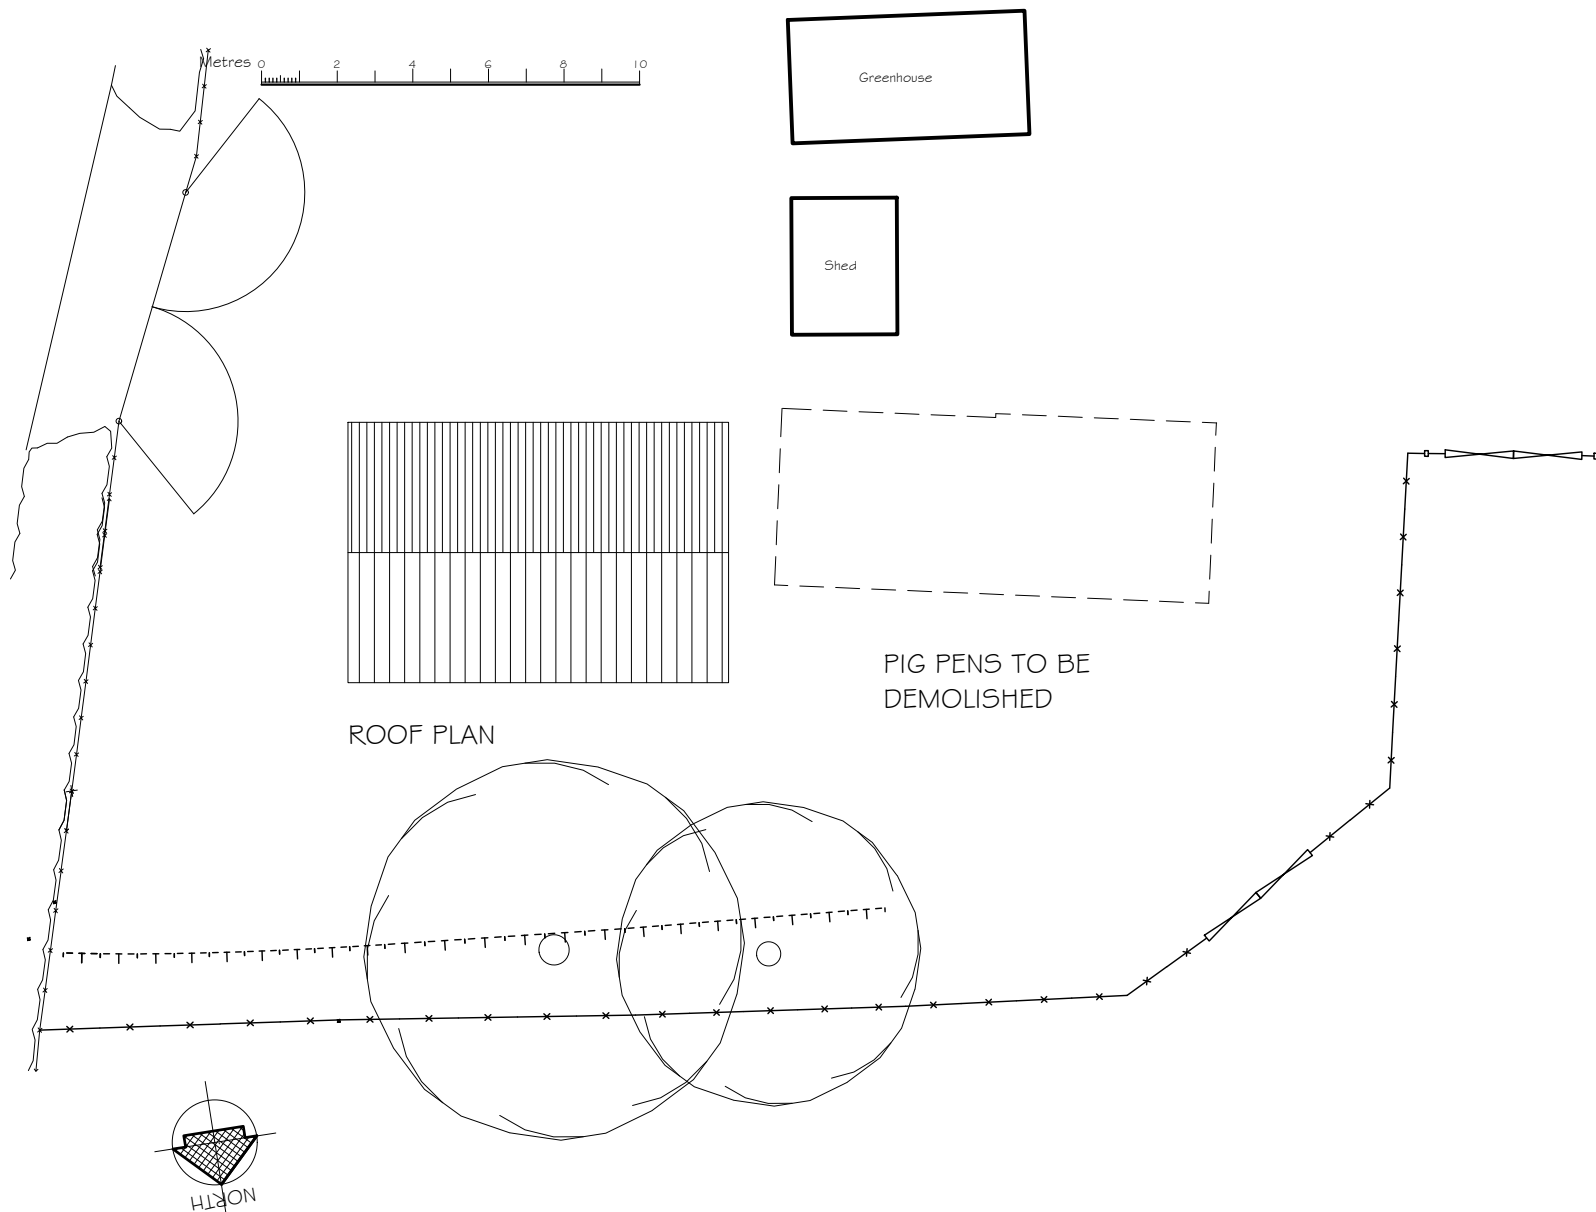 Metres 0 2 4 6 8 10
Greenhouse
Shed
PIG PENS TO BE
DEMOLISHED
ROOF PLAN
NORTH